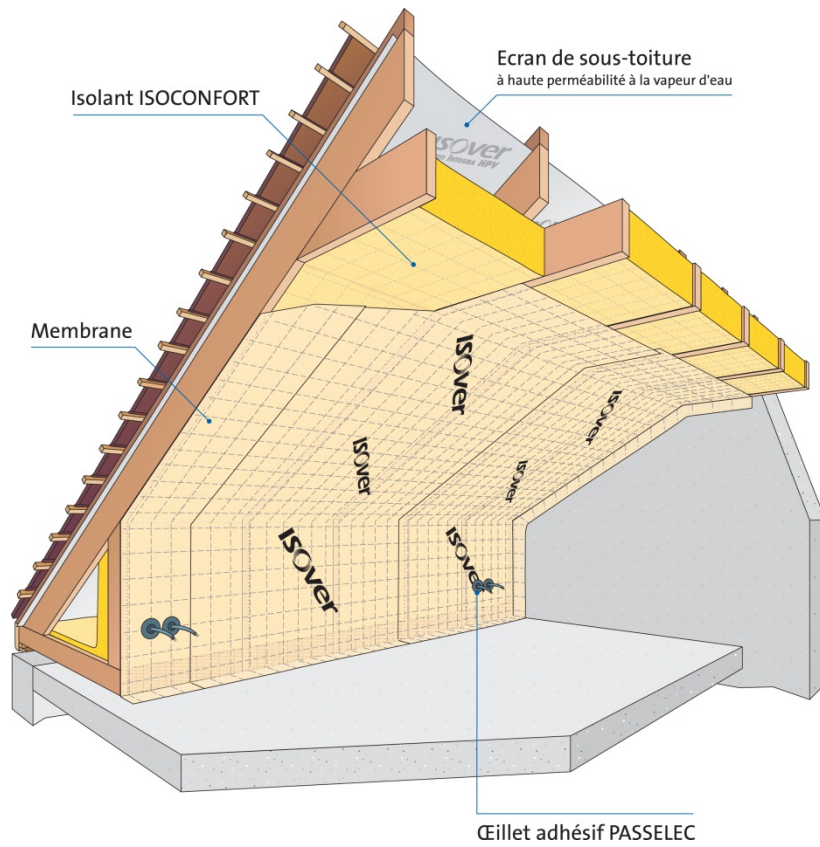 Ecran de sous-toiture
à haute perméabilité à la vapeur d'eau
Isolant ISOCONFORT
isover
HPV
Membrane
isover
isover
isover
isover
isover
isover
Œillet adhésif PASSELEC